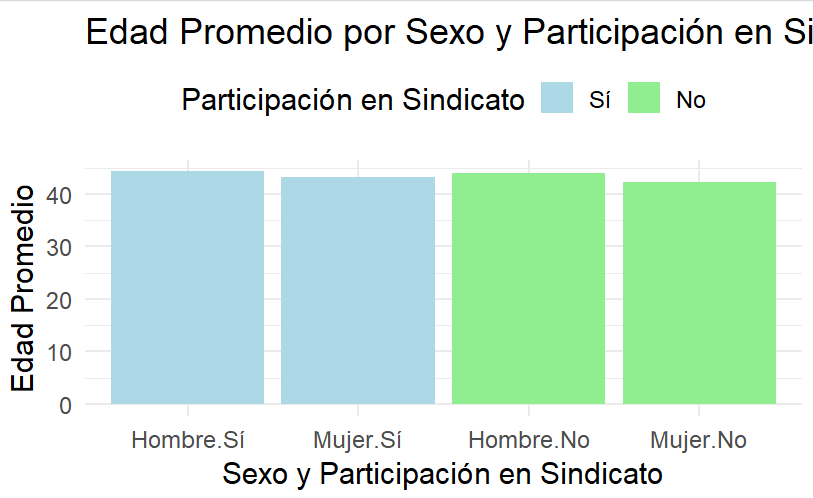 Edad Promedio por Sexo y Participación en Si
Participación en Sindicato Sí No
Edad Promedio
40
30
20
10
0
Hombre.Sí Mujer.Sí Hombre.No Mujer.No
Sexo y Participación en Sindicato